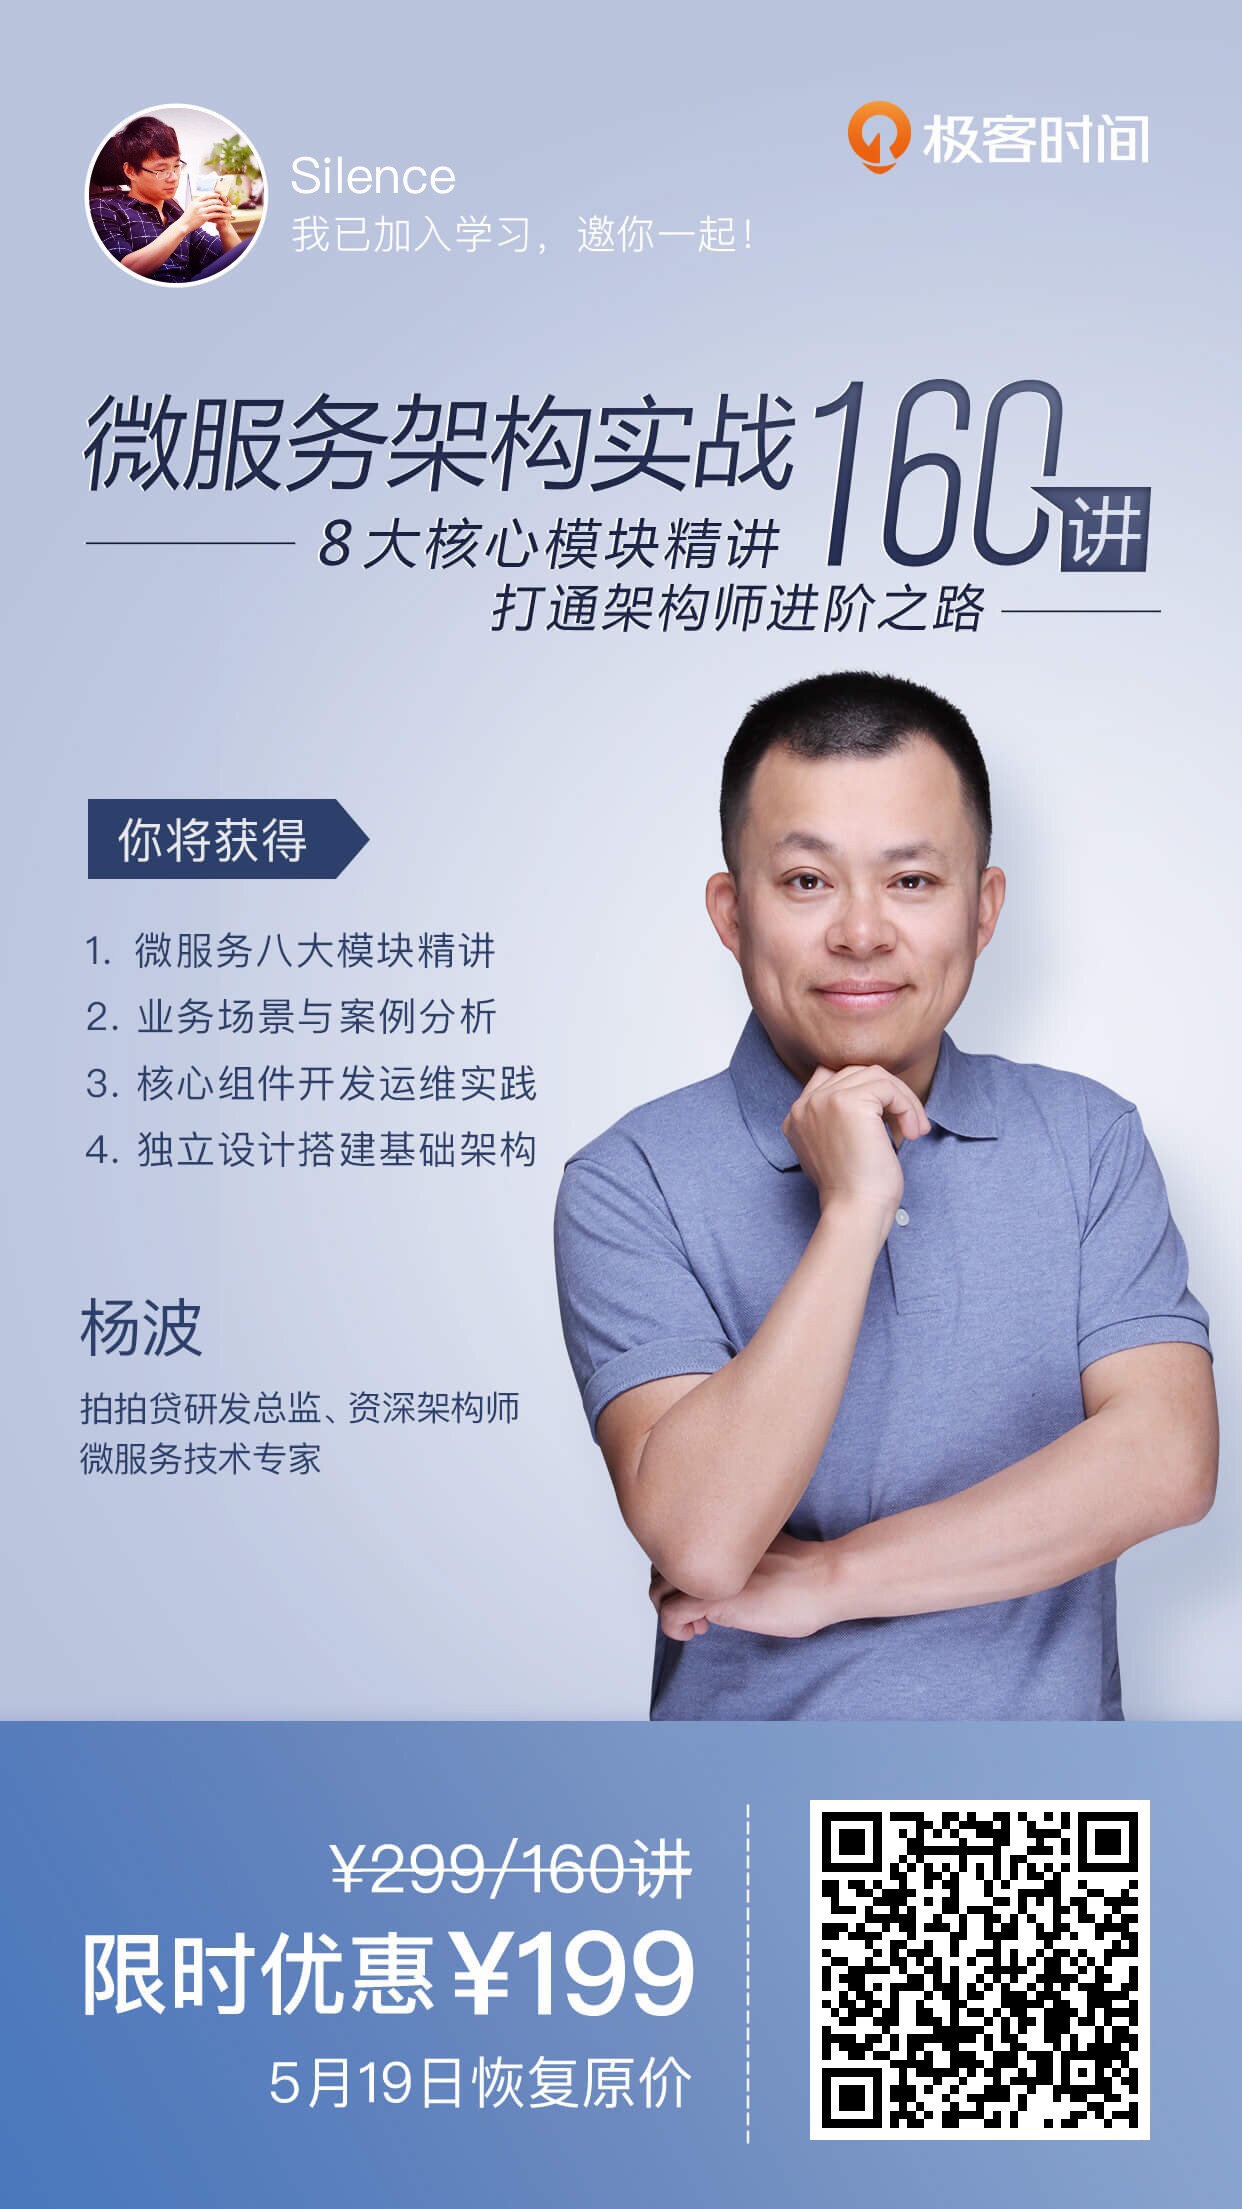 极客时间
Silence
我已加入学习，邀你一起！
微服务架构实战160讲
8大核心模块精讲
打通架构师进阶之路
你将获得
1. 微服务八大模块精讲
2. 业务场景与案例分析
3. 核心组件开发运维实践
4. 独立设计搭建基础架构
杨波
拍拍贷研发总监、资深架构师
微服务技术专家
¥299/160讲
限时优惠¥199
5月19日恢复原价